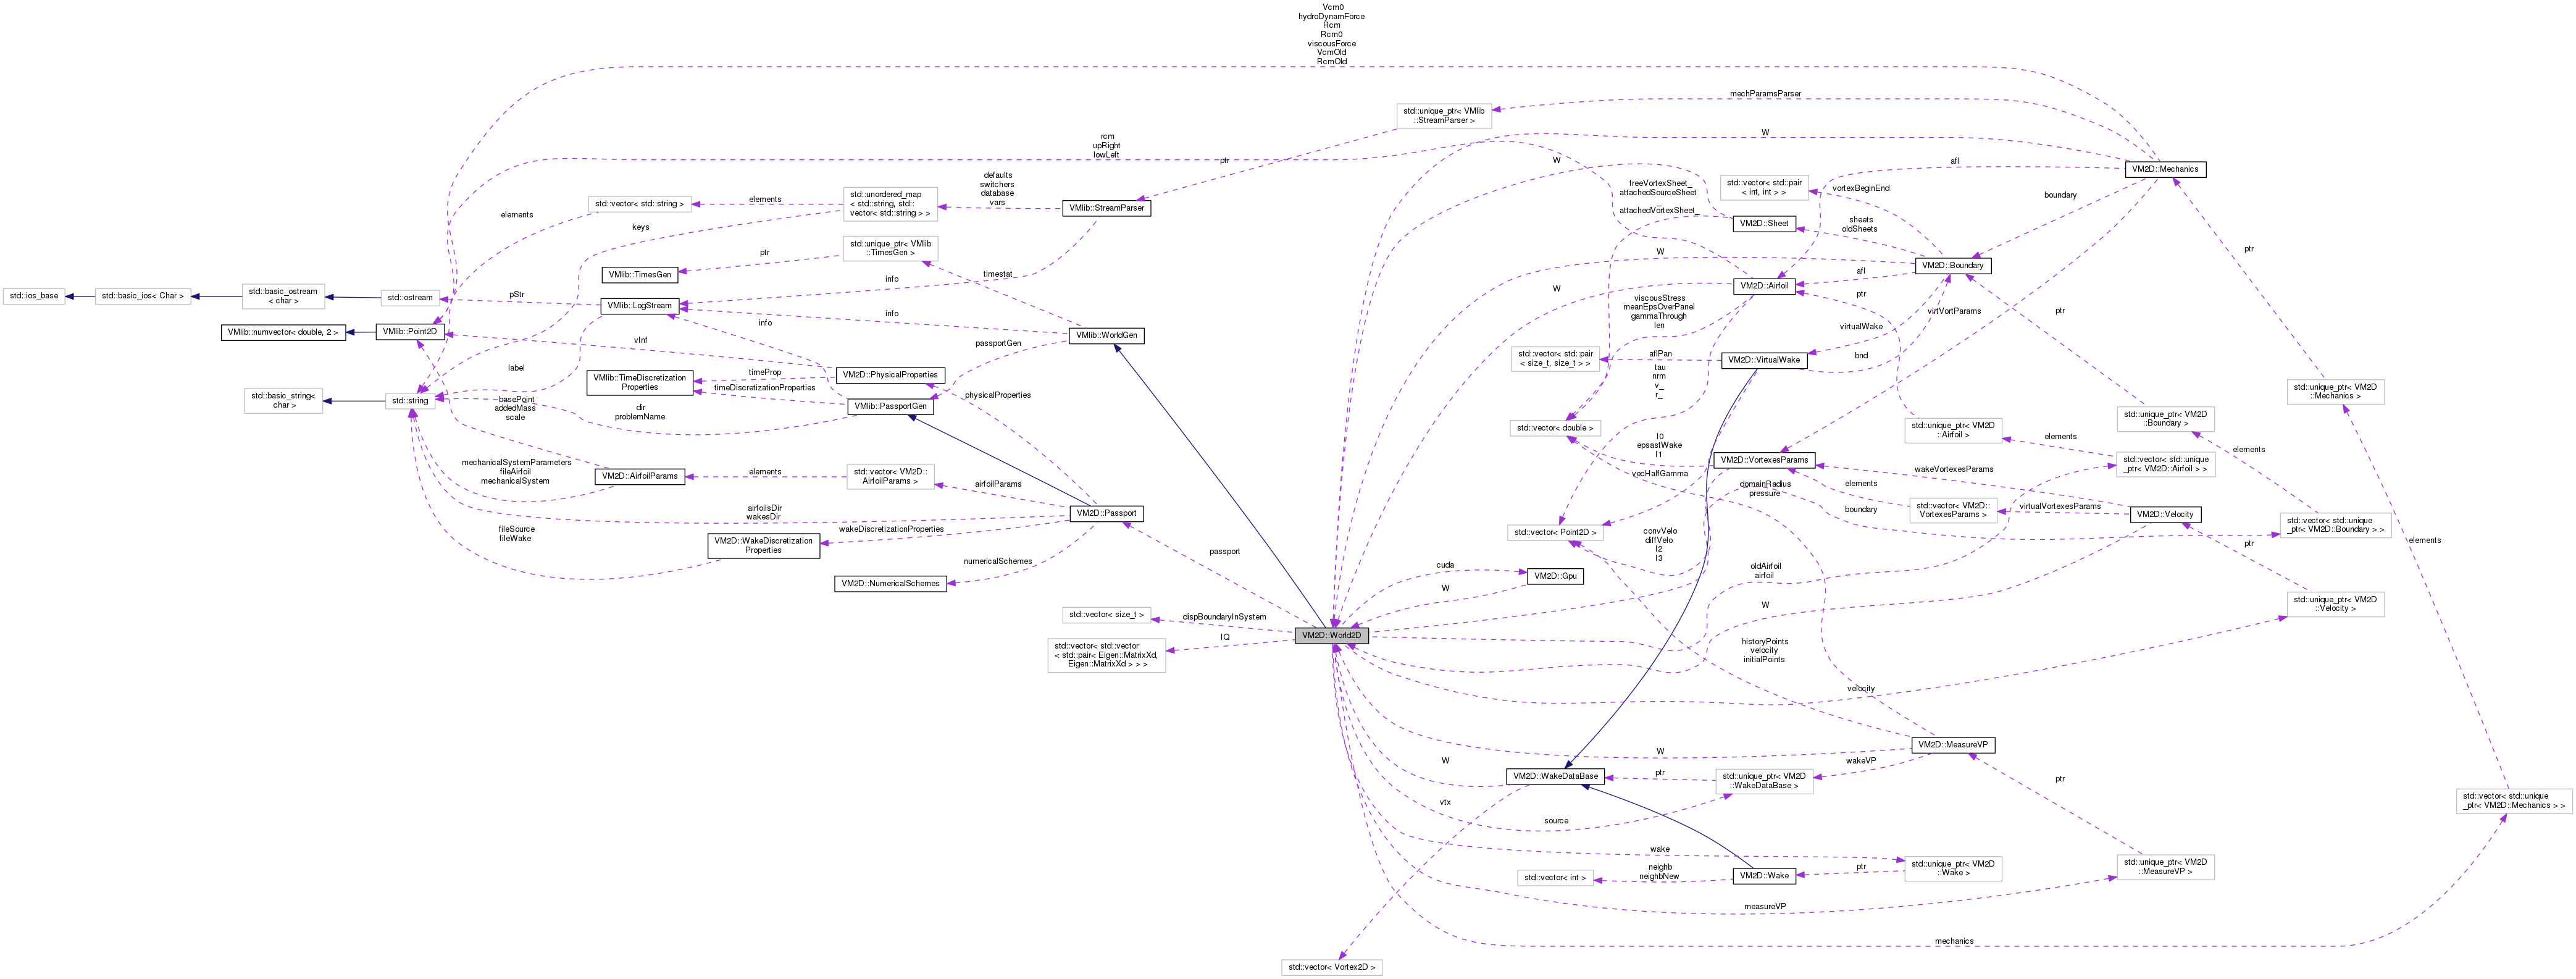 Vcm0
hydroDynamForce
Rcm
Rcm0
viscousForce
VcmOld
RcmOld
mechParamsParser
std::unique_ptr< VMlib
::StreamParser >
W
rcm
upRight
lowLeft
ptr
W
afl
VM2D::Mechanics
defaults
switchers
database
vars
freeVortexSheet_
attachedSourceSheet
_
attachedVortexSheet_
std::vector< std::pair
< int, int > >
vortexBeginEnd
boundary
std::vector< std::string >
elements
std::unordered_map
< std::string, std::
vector< std::string > >
VMlib::StreamParser
elements
keys
VM2D::Sheet
sheets
oldSheets
ptr
std::unique_ptr< VMlib
::TimesGen >
ptr
VMlib::TimesGen
timestat_
info
W
VM2D::Boundary
afl
W
VM2D::Airfoil
ptr
std::ios_base
std::basic_ios< Char >
std::basic_ostream
< char >
std::ostream
pStr
VMlib::LogStream
info
info
viscousStress
meanEpsOverPanel
gammaThrough
len
virtVortParams
ptr
VMlib::numvector< double, 2 >
VMlib::Point2D
vInf
VMlib::WorldGen
passportGen
virtualWake
bnd
label
VMlib::TimeDiscretization
Properties
timeProp
timeDiscretizationProperties
VM2D::PhysicalProperties
std::vector< std::pair
< size_t, size_t > >
aflPan
VM2D::VirtualWake
tau
nrm
v_
r_
std::basic_string<
char >
std::string
basePoint
addedMass
scale
dir
problemName
VMlib::PassportGen
physicalProperties
std::unique_ptr< VM2D
::Mechanics >
std::vector< double >
std::unique_ptr< VM2D
::Airfoil >
std::unique_ptr< VM2D
::Boundary >
elements
elements
I0
epsastWake
I1
mechanicalSystemParameters
fileAirfoil
mechanicalSystem
VM2D::AirfoilParams
elements
std::vector< VM2D::
AirfoilParams >
airfoilParams
vecHalfGamma
VM2D::VortexesParams
wakeVortexesParams
std::vector< std::unique
_ptr< VM2D::Airfoil > >
domainRadius
pressure
elements
std::vector< VM2D::
VortexesParams >
virtualVortexesParams
VM2D::Velocity
airfoilsDir
wakesDir
VM2D::Passport
boundary
std::vector< std::unique
_ptr< VM2D::Boundary > >
fileSource
fileWake
VM2D::WakeDiscretization
Properties
wakeDiscretizationProperties
std::vector< Point2D >
convVelo
diffVelo
I2
I3
ptr
elements
passport
numericalSchemes
VM2D::NumericalSchemes
cuda
VM2D::Gpu
W
oldAirfoil
airfoil
std::vector< size_t >
dispBoundaryInSystem
W
std::unique_ptr< VM2D
::Velocity >
VM2D::World2D
IQ
std::vector< std::vector
< std::pair< Eigen::MatrixXd,
Eigen::MatrixXd > > >
historyPoints
velocity
initialPoints
velocity
W
VM2D::MeasureVP
W
VM2D::WakeDataBase
ptr
std::unique_ptr< VM2D
::WakeDataBase >
wakeVP
ptr
vtx
source
std::vector< std::unique
_ptr< VM2D::Mechanics > >
wake
std::vector< int >
neighb
neighbNew
VM2D::Wake
ptr
std::unique_ptr< VM2D
::Wake >
std::unique_ptr< VM2D
::MeasureVP >
measureVP
mechanics
std::vector< Vortex2D >